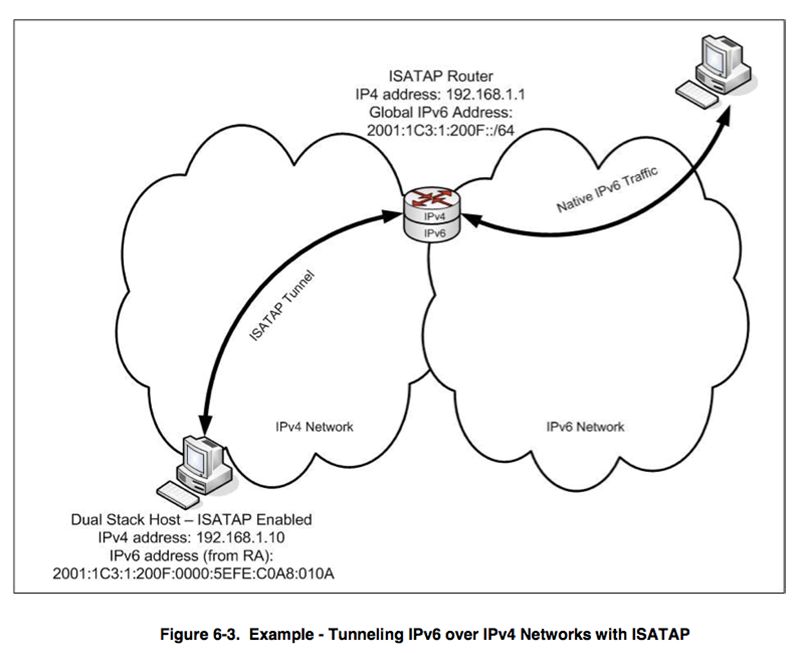 ISATAP Router
IP4 address: 192.168.1.1
Global IPv6 Address:
2001:1C3:1:200F::/64
Native IPv6 Traffic
IPv4
IPv6
ISATAP Tunnel
IPv4 Network
IPv6 Network
Dual Stack Host – ISATAP Enabled
IPv4 address: 192.168.1.10
IPv6 address (from RA):
2001:1C3:1:200F:0000:5EFE:C0A8:010A
Figure 6-3. Example - Tunneling IPv6 over IPv4 Networks with ISATAP